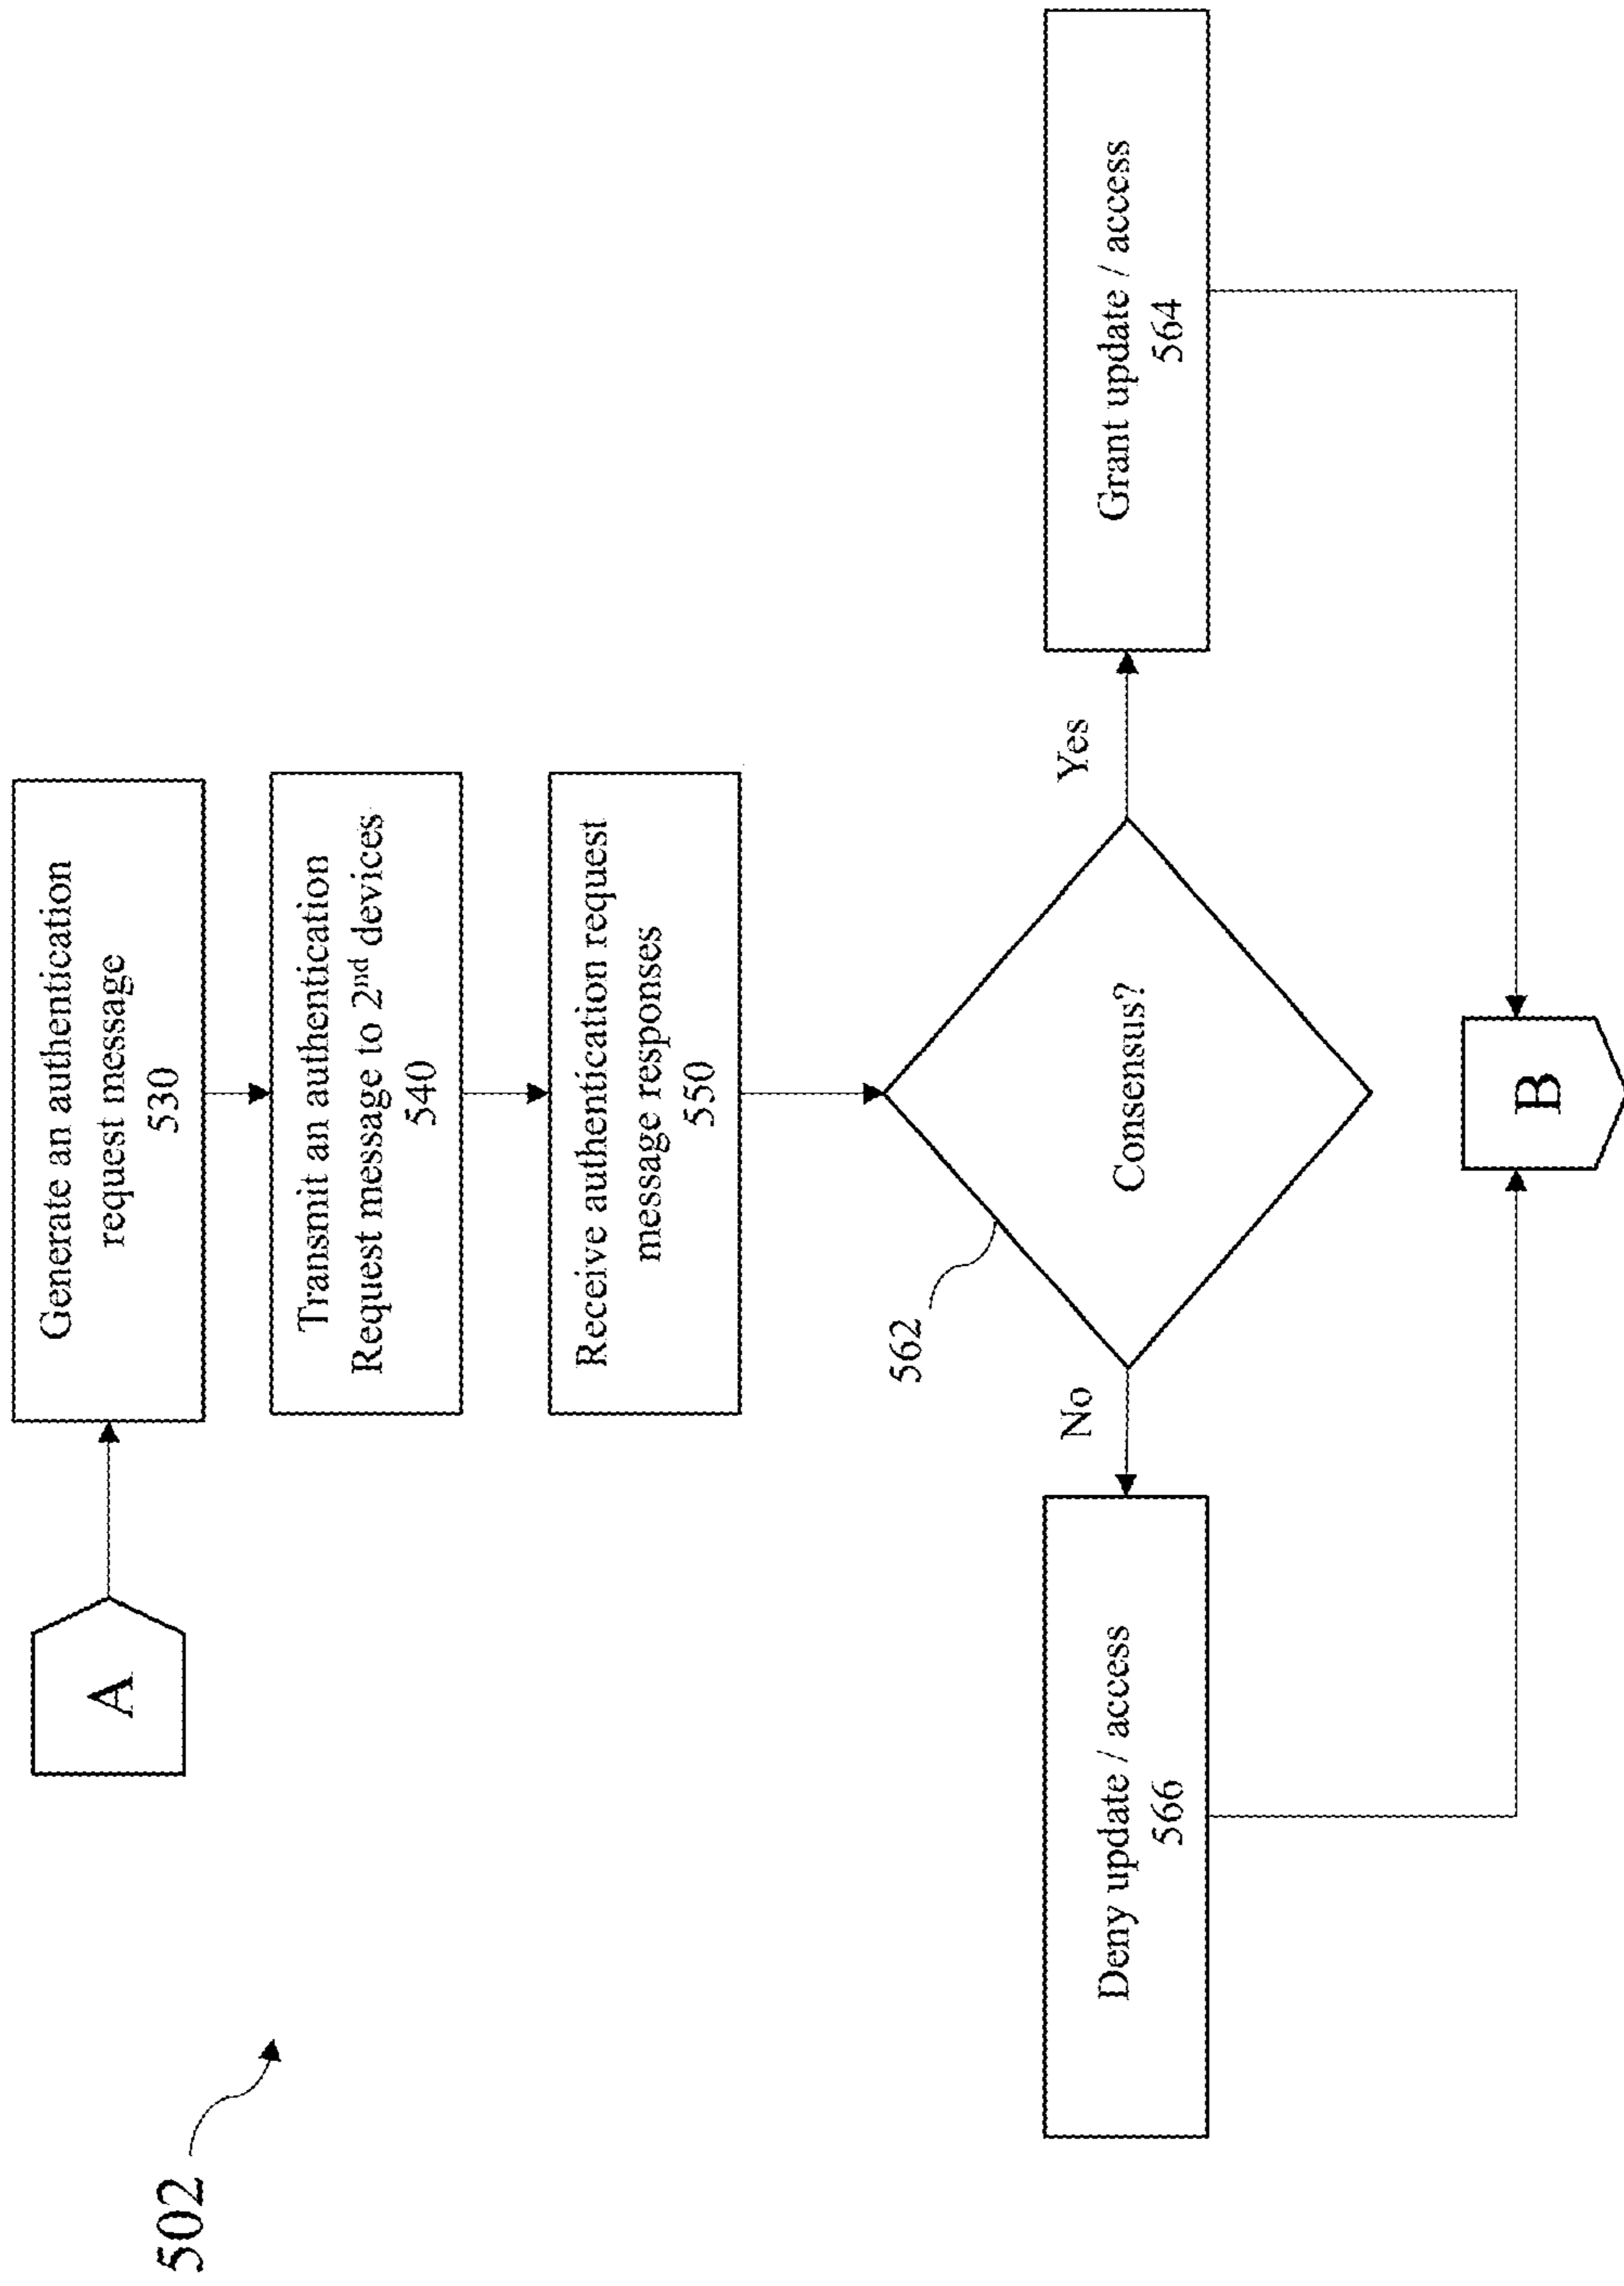 502
A
Generate an authentication
request message
530
Transmit an authentication
Request message to 2nd devices
540
Receive authentication request
message responses
550
562
Consensus?
No
Yes
Deny update / access
566
Grant update / access
564
B